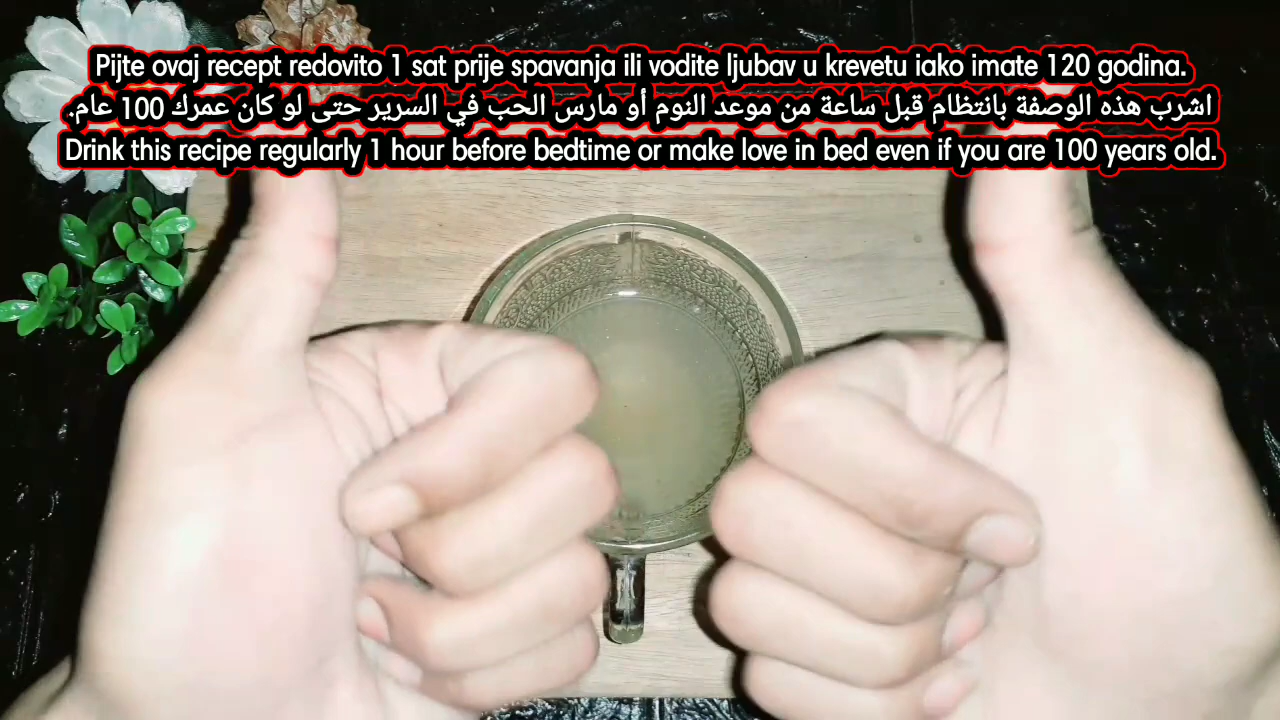 Pijte ovaj recept redovito 1 sat prije spavanja ili vodite ljubav u krevetu iako imate 120 godina.
اشرب هذه الوصفة بانتظام قبل ساعة من موعد النوم أو مارس الحب في السرير حتى لو كان عمرك 100 عام.
Drink this recipe regularly 1 hour before bedtime or make love in bed even if you are 100 years old.